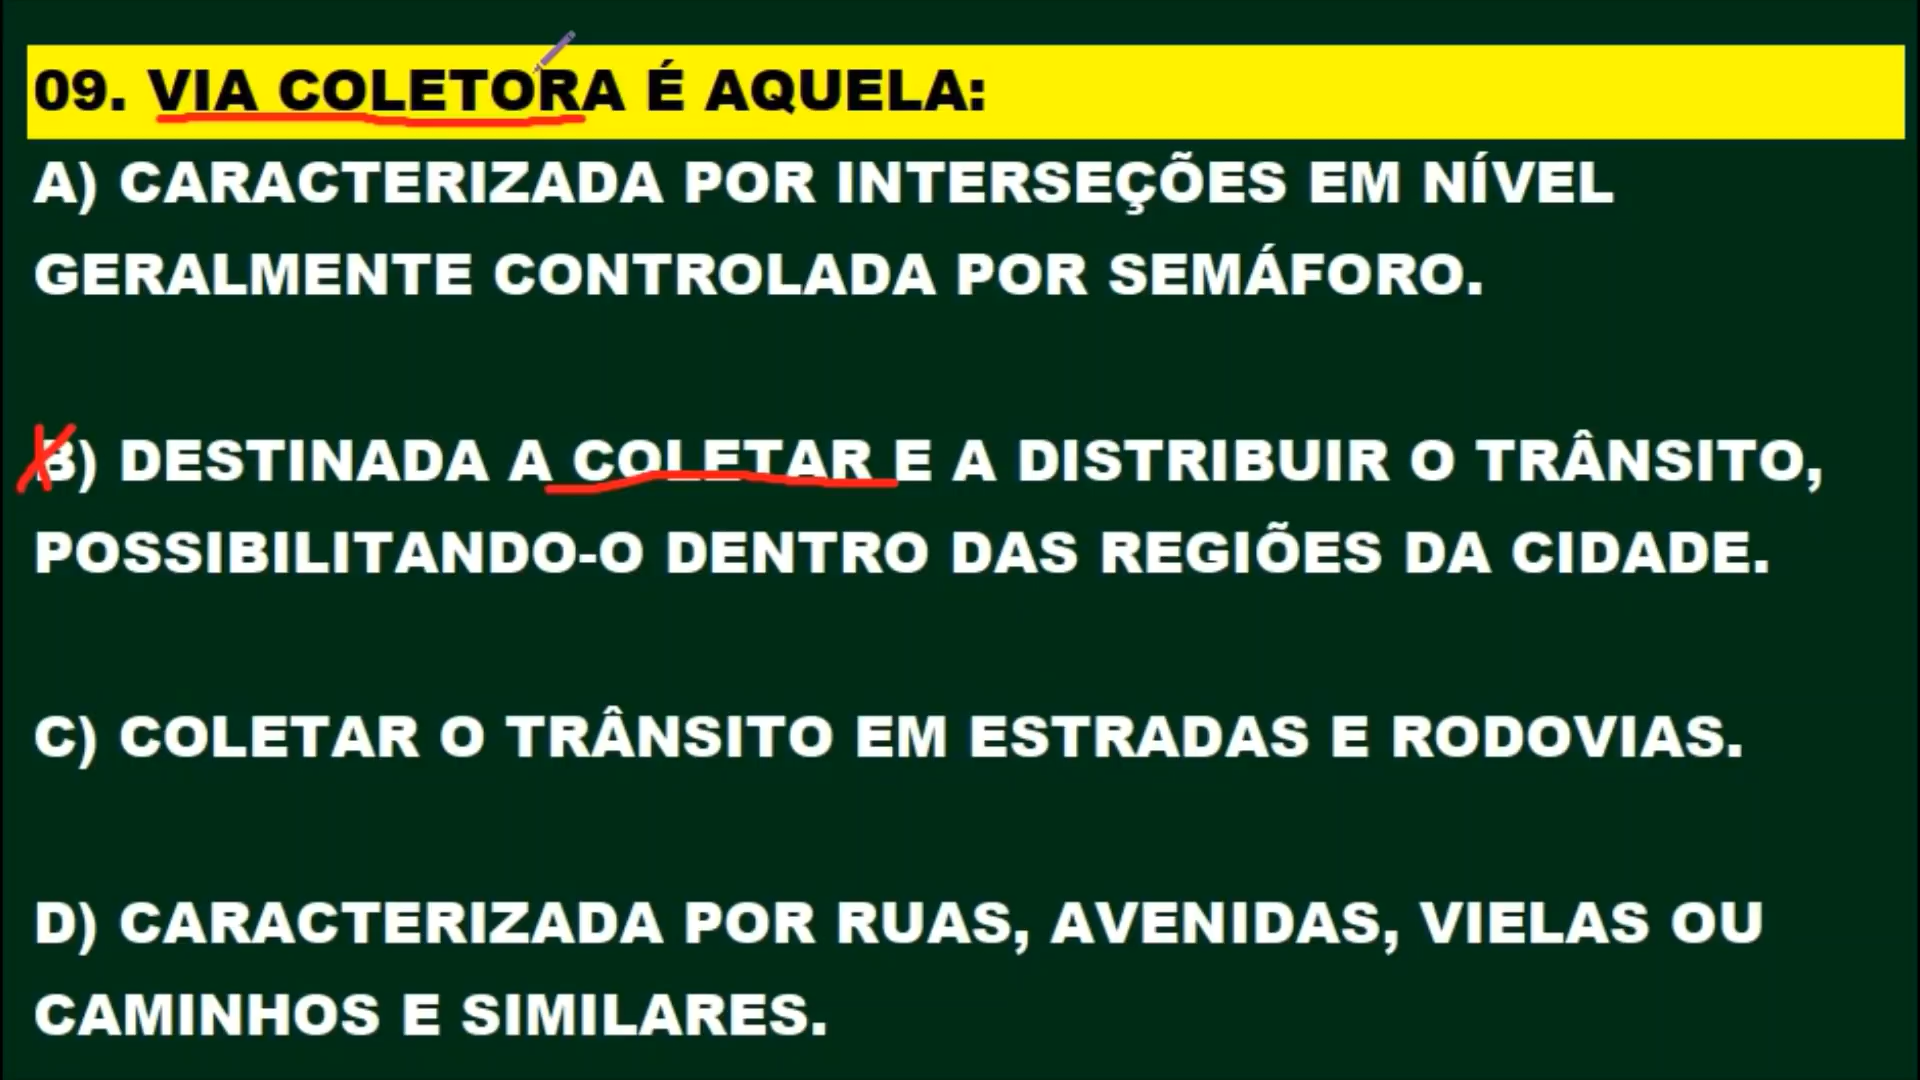 09. VIA COLETORA É AQUELA:
A) CARACTERIZADA POR INTERSEÇÕES EM NÍVEL
GERALMENTE CONTROLADA POR SEMÁFORO.
B) DESTINADA A COLETAR E A DISTRIBUIR O TRÂNSITO,
POSSIBILITANDO-O DENTRO DAS REGIÕES DA CIDADE.
C) COLETAR O TRÂNSITO EM ESTRADAS E RODOVIAS.
D) CARACTERIZADA POR RUAS, AVENIDAS, VIELAS OU
CAMINHOS E SIMILARES.